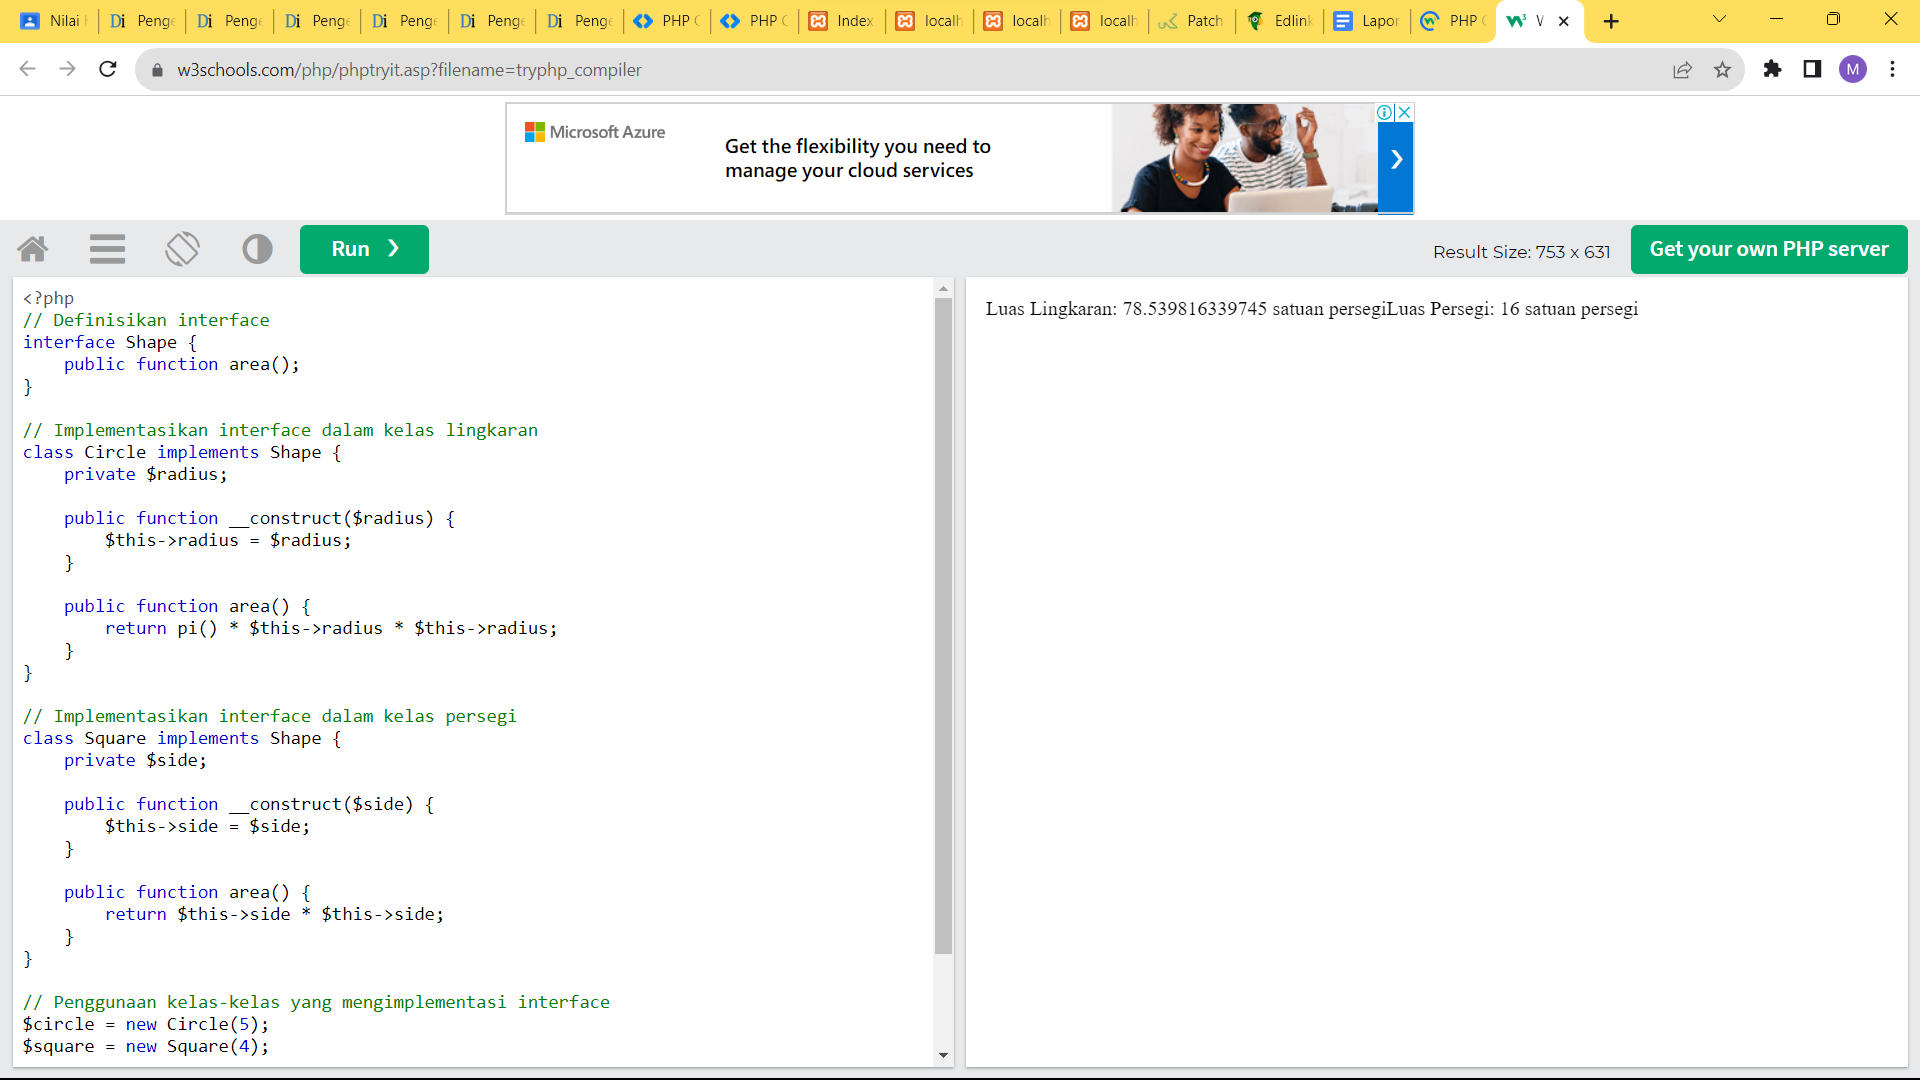 Nilai
Di Penge
Di Penge
Di Penge
Di Penge
Di Penge
Di Penge
PHP C
PHP C
Index
localh
localh
localh
Patch
Edlink
Lapor
PHP C
w3schools.com/php/phptryit.asp?filename=tryphp_compiler
M
Microsoft Azure
Get the flexibility you need to
manage your cloud services
Run ❯
Result Size: 753 x 631
Get your own PHP server
<?php
// Definisikan interface
interface Shape {
    public function area();
}
// Implementasikan interface dalam kelas lingkaran
class Circle implements Shape {
    private $radius;
    public function __construct($radius) {
        $this->radius = $radius;
    }
    public function area() {
        return pi() * $this->radius * $this->radius;
    }
}
// Implementasikan interface dalam kelas persegi
class Square implements Shape {
    private $side;
    public function __construct($side) {
        $this->side = $side;
    }
    public function area() {
        return $this->side * $this->side;
    }
}
// Penggunaan kelas-kelas yang mengimplementasi interface
$circle = new Circle(5);
$square = new Square(4);
Luas Lingkaran: 78.539816339745 satuan persegiLuas Persegi: 16 satuan persegi